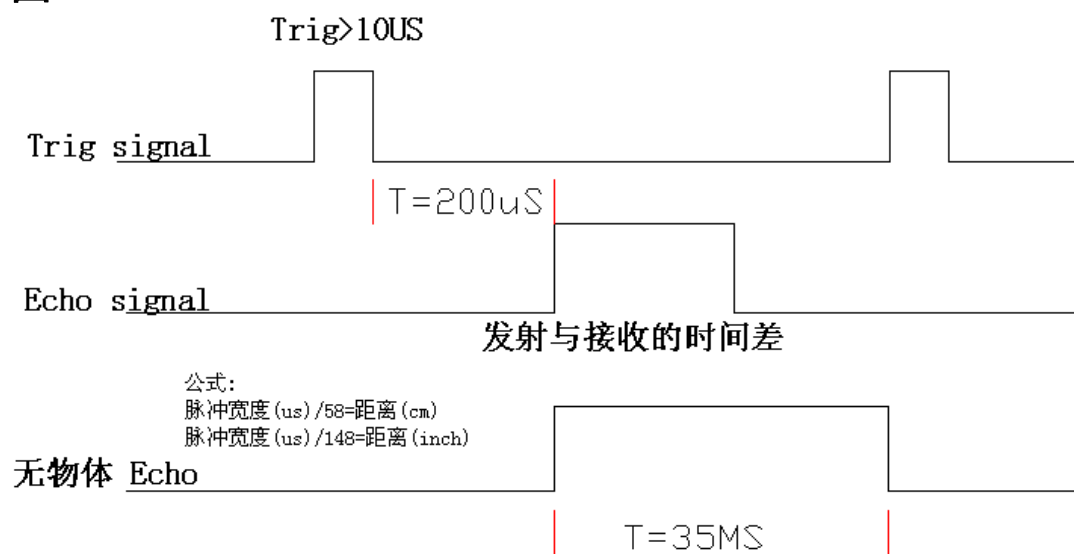 Trig>10US
Trig signal
T=200uS
Echo signal
发射与接收的时间差
公式:
脉冲宽度(us)/58=距离(cm)
脉冲宽度(us)/148=距离(inch)
无物体 Echo
T=35MS